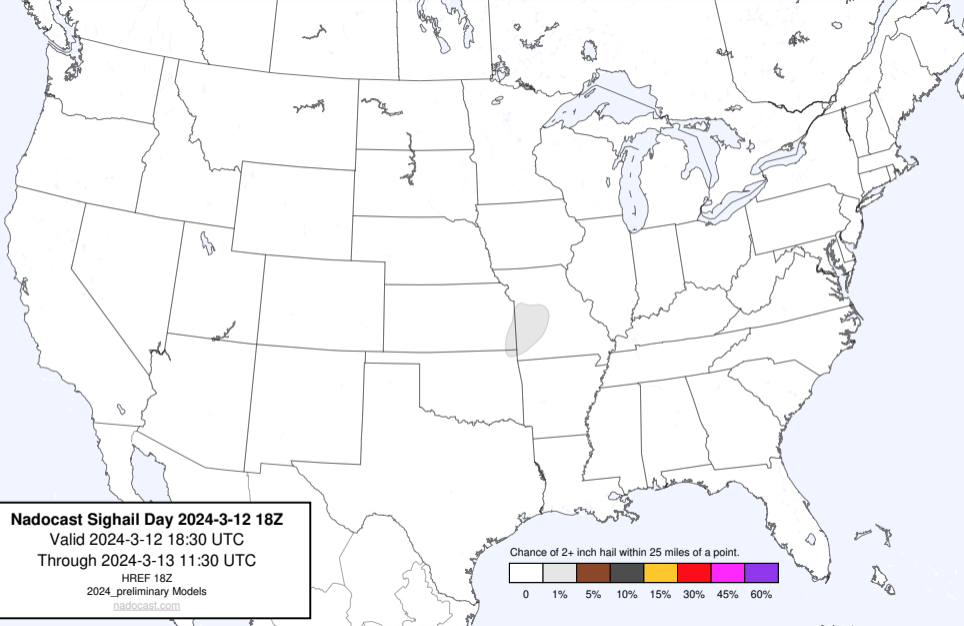 Nadocast Sighail Day 2024-3-12 18Z
Valid 2024-3-12 18:30 UTC
Through 2024-3-13 11:30 UTC
HREF 18Z
2024_preliminary Models
nadocast.com
Chance of 2+ inch hail within 25 miles of a point.
0 1% 5% 10% 15% 30% 45% 60%